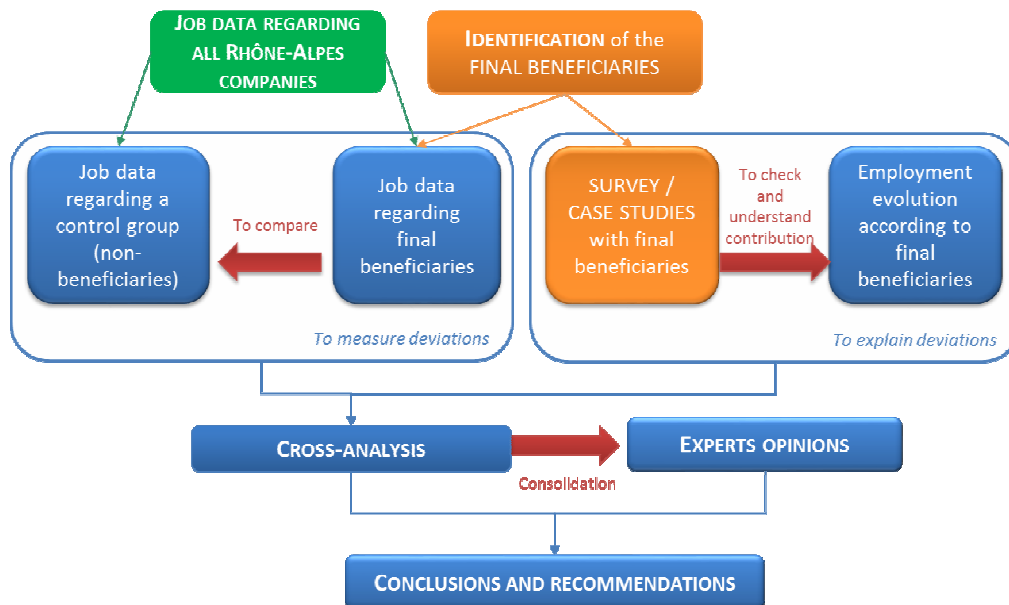 JOB DATA REGARDING
ALL RHÔNE-ALPES
COMPANIES
IDENTIFICATION of the
FINAL BENEFICIARIES
Job data
regarding a
control group
(non-
beneficiaries)
To compare
Job data
regarding
final
beneficiaries
To measure deviations
SURVEY /
CASE STUDIES
with final
beneficiaries
To check
and
understand
contribution
Employment
evolution
according to
final
beneficiaries
To explain deviations
CROSS-ANALYSIS
Consolidation
EXPERTS OPINIONS
CONCLUSIONS AND RECOMMENDATIONS